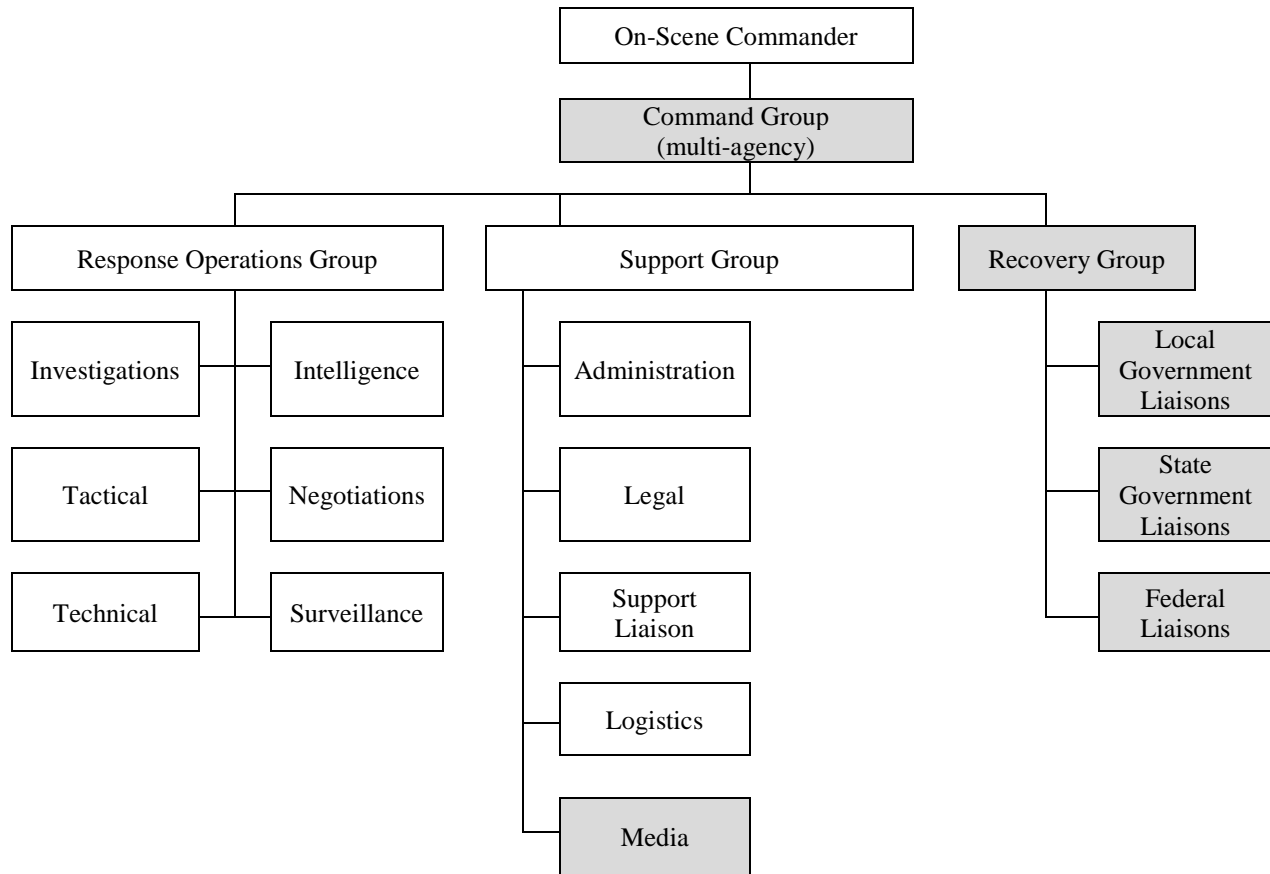 On-Scene Commander
Command Group
(multi-agency)
Response Operations Group
Support Group
Recovery Group
Investigations
Intelligence
Administration
Local
Government
Liaisons
Tactical
Negotiations
Legal
State
Government
Liaisons
Technical
Surveillance
Support
Liaison
Federal
Liaisons
Logistics
Media